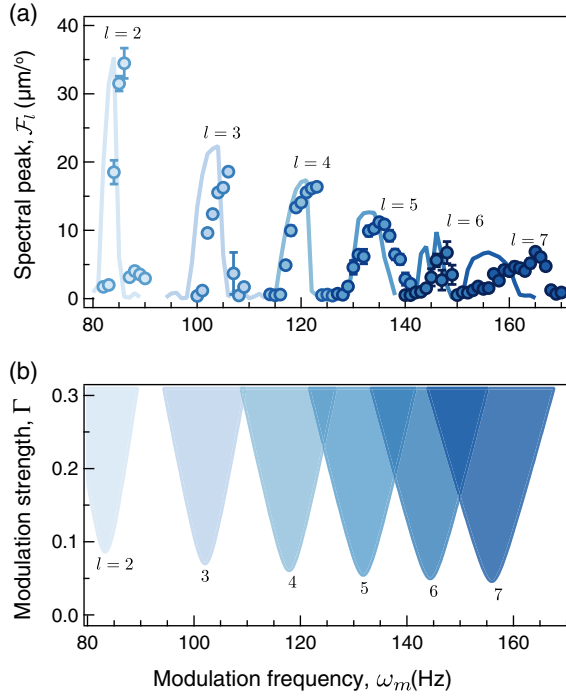 (a)
40
30
20
10
0
Spectral peak, ℱ_l (μm/°)
l = 2
l = 3
l = 4
l = 5
l = 6
l = 7
80 100 120 140 160
(b)
0.3
0.2
0.1
0.0
Modulation strength, Γ
l = 2
3
4
5
6
7
80 100 120 140 160
Modulation frequency, ω_m(Hz)